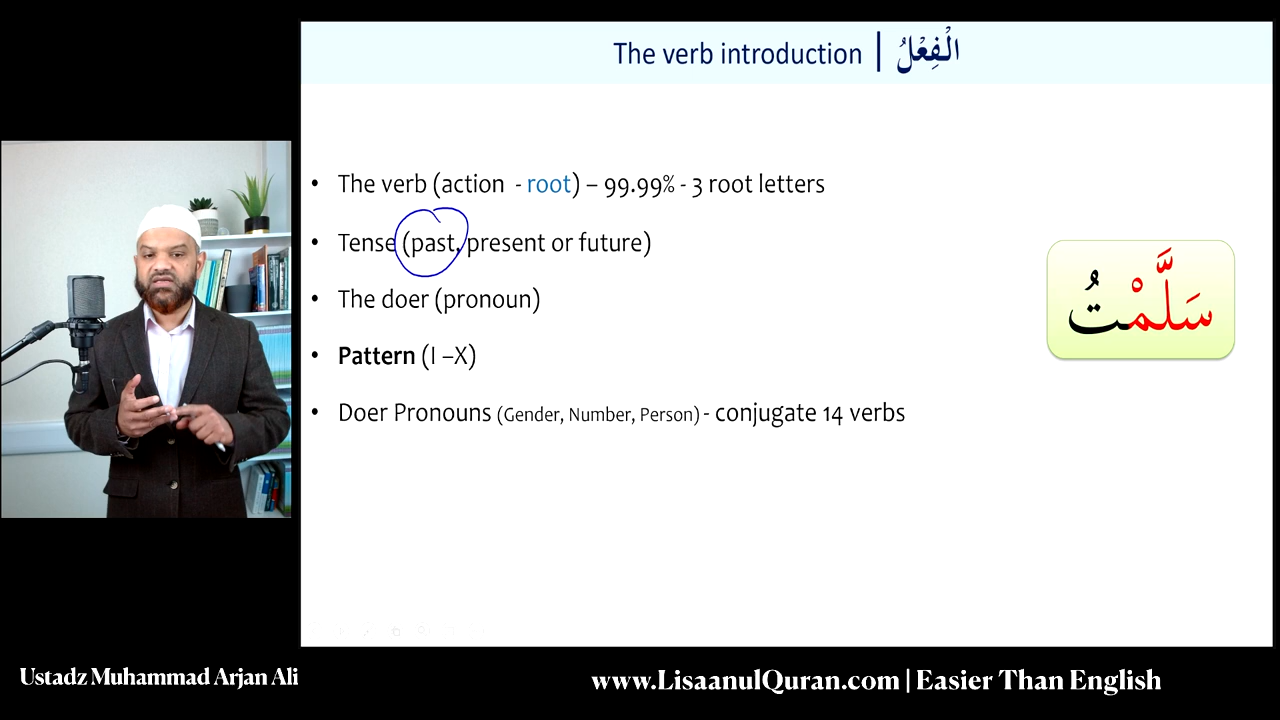 The verb introduction | الْفِعْلُ
• The verb (action - root) – 99.99% - 3 root letters
• Tense (past, present or future)
• The doer (pronoun)
• Pattern (I –X)
• Doer Pronouns (Gender, Number, Person) - conjugate 14 verbs
سَلَّمْتُ
Ustadz Muhammad Arjan Ali
www.LisaanulQuran.com | Easier Than English